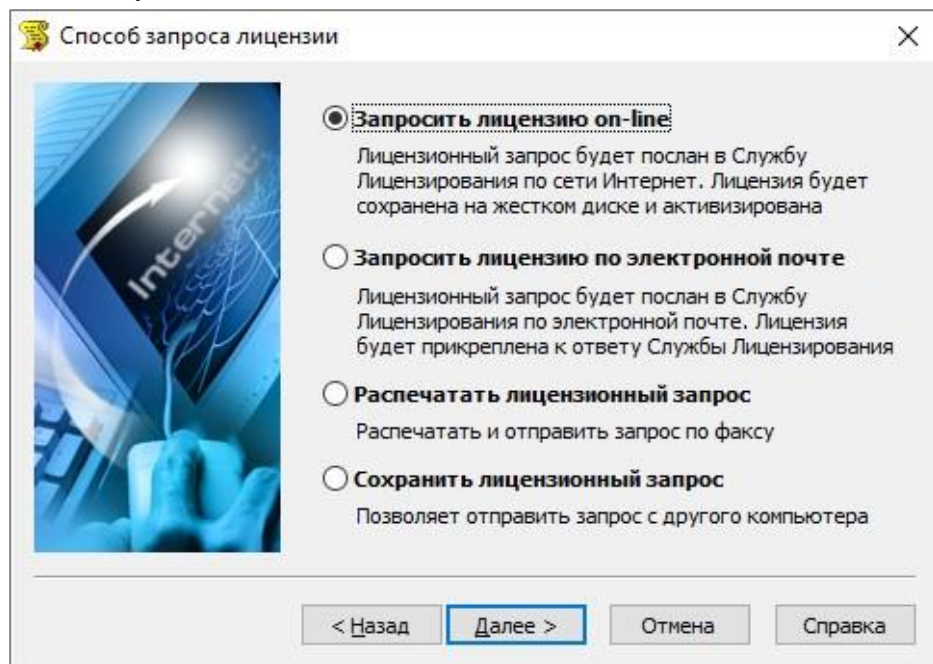 Способ запроса лицензии
Internet:
Запросить лицензию on-line
Лицензионный запрос будет послан в Службу
Лицензирования по сети Интернет. Лицензия будет
сохранена на жестком диске и активизирована
Запросить лицензию по электронной почте
Лицензионный запрос будет послан в Службу
Лицензирования по электронной почте. Лицензия
будет прикреплена к ответу Службы Лицензирования
Распечатать лицензионный запрос
Распечатать и отправить запрос по факсу
Сохранить лицензионный запрос
Позволяет отправить запрос с другого компьютера
< Назад Далее > Отмена Справка